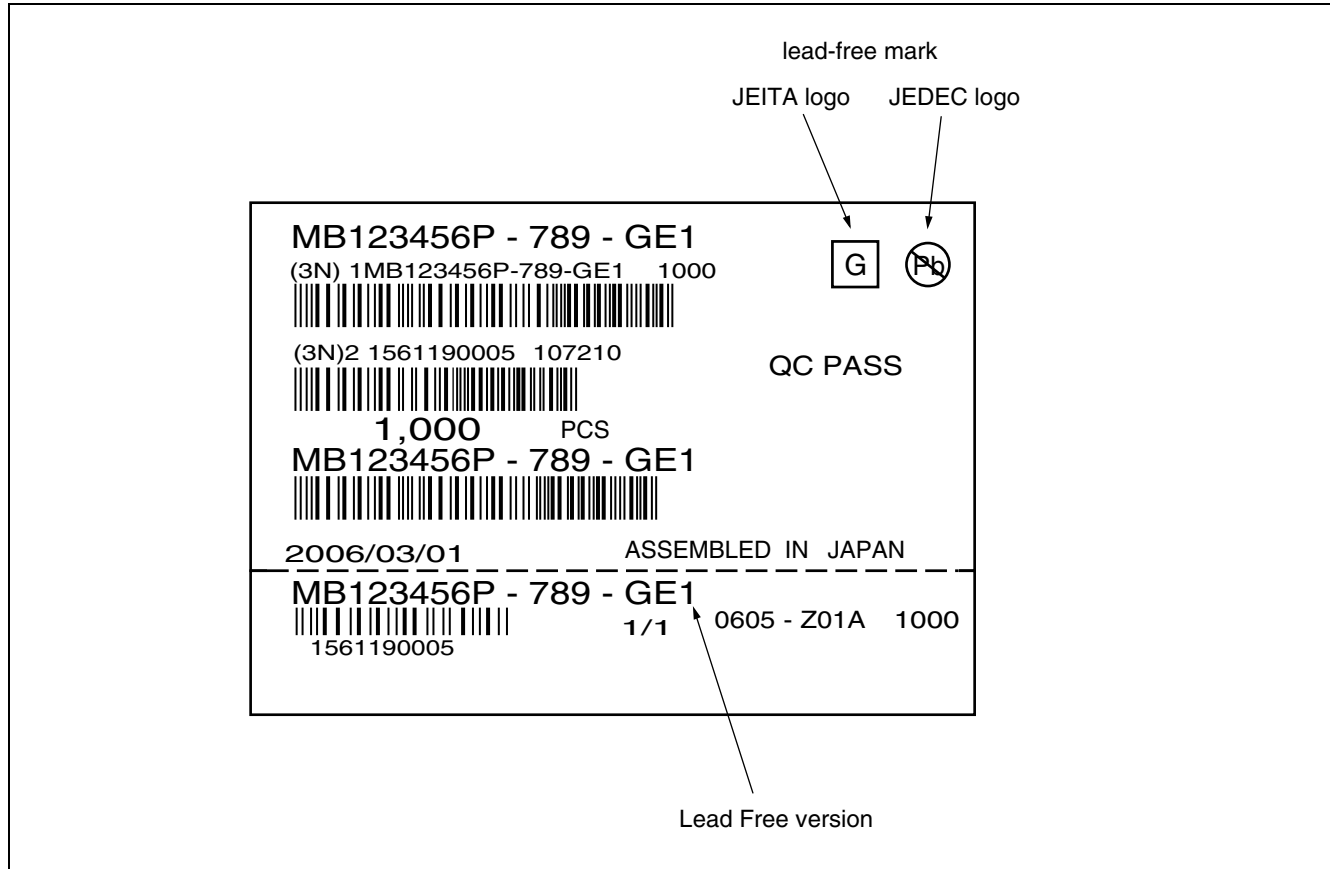 lead-free mark
JEITA logo JEDEC logo
MB123456P - 789 - GE1
(3N) 1MB123456P-789-GE1 1000
G Pb
(3N)2 1561190005 107210
QC PASS
1,000 PCS
MB123456P - 789 - GE1
2006/03/01 ASSEMBLED IN JAPAN
MB123456P - 789 - GE1
1/1 0605 - Z01A 1000
1561190005
Lead Free version